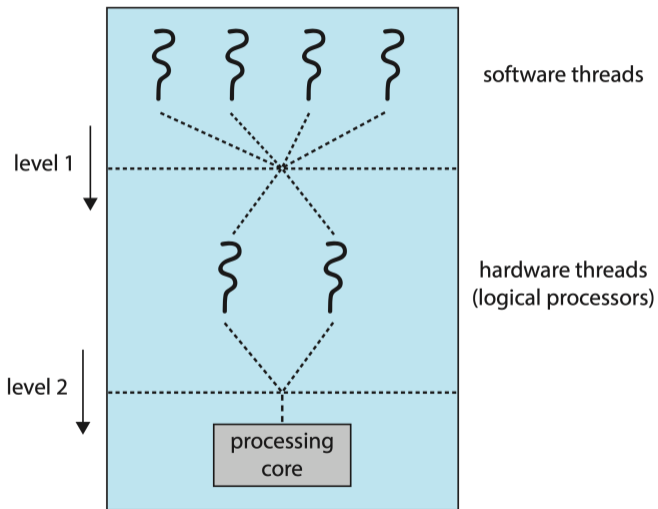 software threads
level 1
hardware threads
(logical processors)
level 2
processing
core